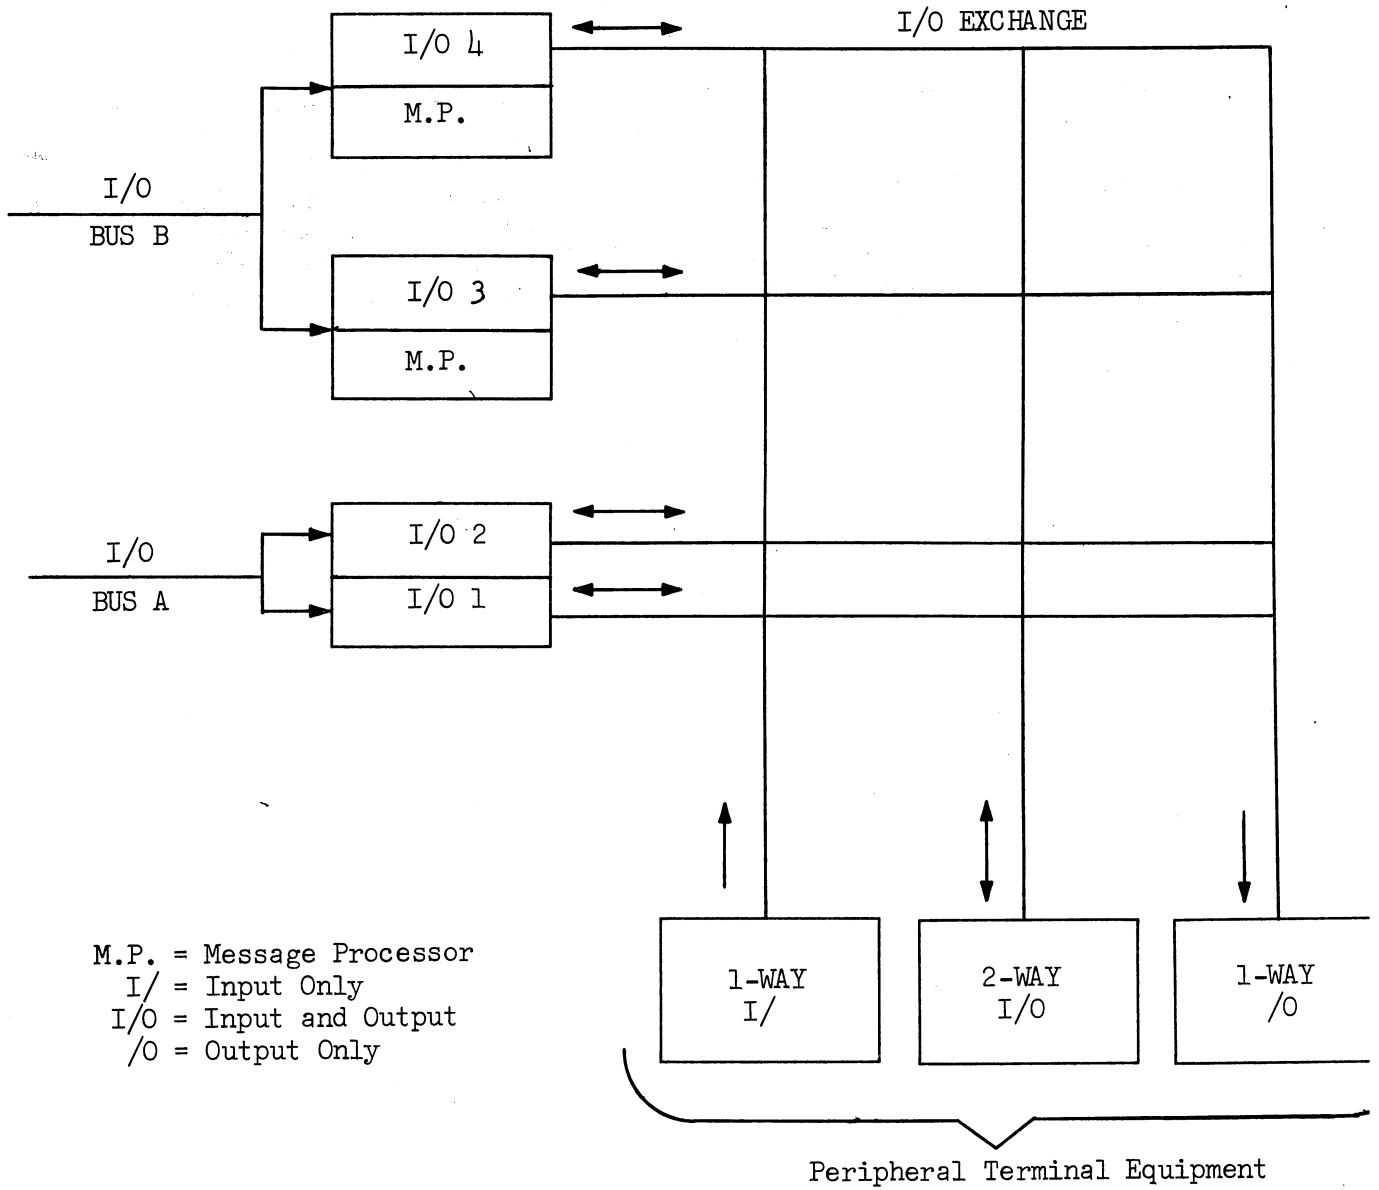 I/O EXCHANGE
I/O 4
M.P.
I/O
BUS B
I/O 3
M.P.
I/O 2
I/O
I/O 1
BUS A
M.P. = Message Processor
I/ = Input Only
I/O = Input and Output
/O = Output Only
1-WAY
I/
2-WAY
I/O
1-WAY
/O
Peripheral Terminal Equipment